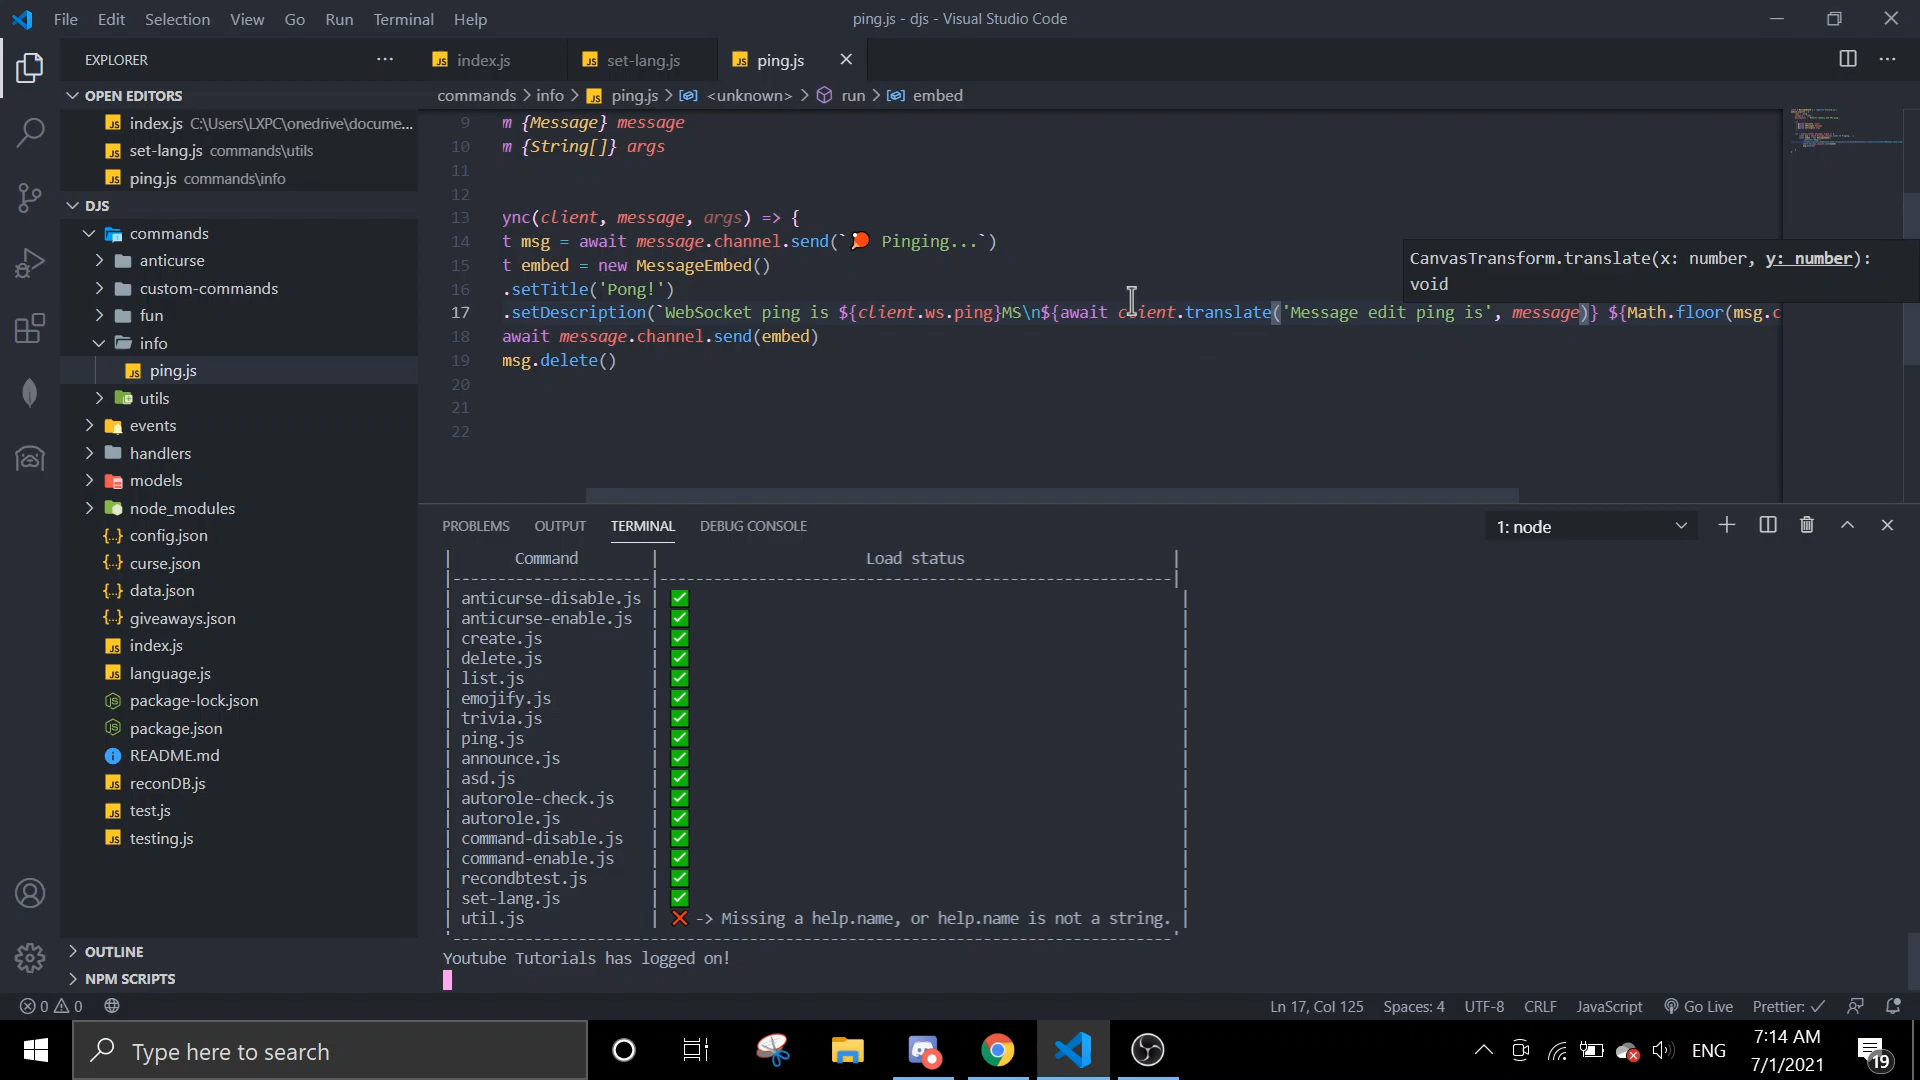 File Edit Selection View Go Run Terminal Help
ping.js - djs - Visual Studio Code
EXPLORER
index.js
set-lang.js
ping.js
OPEN EDITORS
index.js C:\Users\LXPC\onedrive\docume...
set-lang.js commands\utils
ping.js commands\info
DJS
commands
anticurse
custom-commands
fun
info
ping.js
utils
events
handlers
models
node_modules
config.json
curse.json
data.json
giveaways.json
index.js
language.js
package-lock.json
package.json
README.md
reconDB.js
test.js
testing.js
OUTLINE
NPM SCRIPTS
commands > info > ping.js > <unknown> > run > embed
9 m {Message} message
10 m {String[]} args
11
12
13 ync(client, message, args) => {
14 t msg = await message.channel.send(`🏓 Pinging...`)
15 t embed = new MessageEmbed()
16 .setTitle('Pong!')
17 .setDescription(`WebSocket ping is ${client.ws.ping}MS\n${await client.translate('Message edit ping is', message)} ${Math.floor(msg.c
18 await message.channel.send(embed)
19 msg.delete()
20
21
22
CanvasTransform.translate(x: number, y: number):
void
PROBLEMS OUTPUT TERMINAL DEBUG CONSOLE
1: node
| Command | Load status |
|----------------------|---------------------------------------------------------|
| anticurse-disable.js | ✅ |
| anticurse-enable.js | ✅ |
| create.js | ✅ |
| delete.js | ✅ |
| list.js | ✅ |
| emojify.js | ✅ |
| trivia.js | ✅ |
| ping.js | ✅ |
| announce.js | ✅ |
| asd.js | ✅ |
| autorole-check.js | ✅ |
| autorole.js | ✅ |
| command-disable.js | ✅ |
| command-enable.js | ✅ |
| recondbtest.js | ✅ |
| set-lang.js | ✅ |
| util.js | ❌ -> Missing a help.name, or help.name is not a string. |
'--------------------------------------------------------------------------------'
Youtube Tutorials has logged on!
0 0
Ln 17, Col 125 Spaces: 4 UTF-8 CRLF JavaScript Go Live Prettier: ✓
Type here to search
ENG
7:14 AM
7/1/2021
19